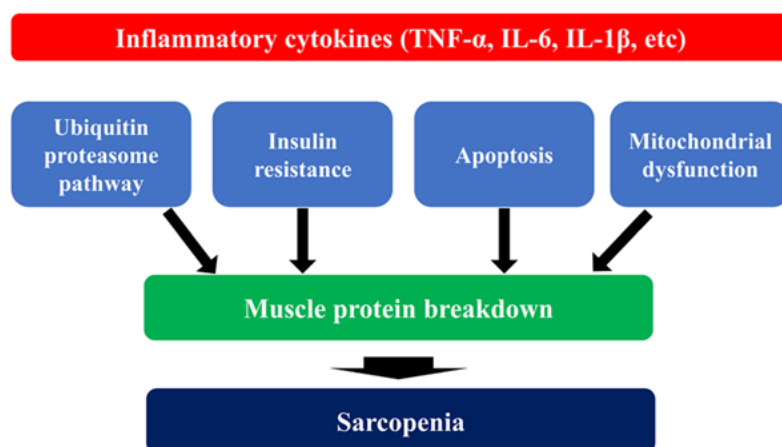 Inflammatory cytokines (TNF-α, IL-6, IL-1β, etc)
Ubiquitin
proteasome
pathway
Insulin
resistance
Apoptosis
Mitochondrial
dysfunction
Muscle protein breakdown
Sarcopenia